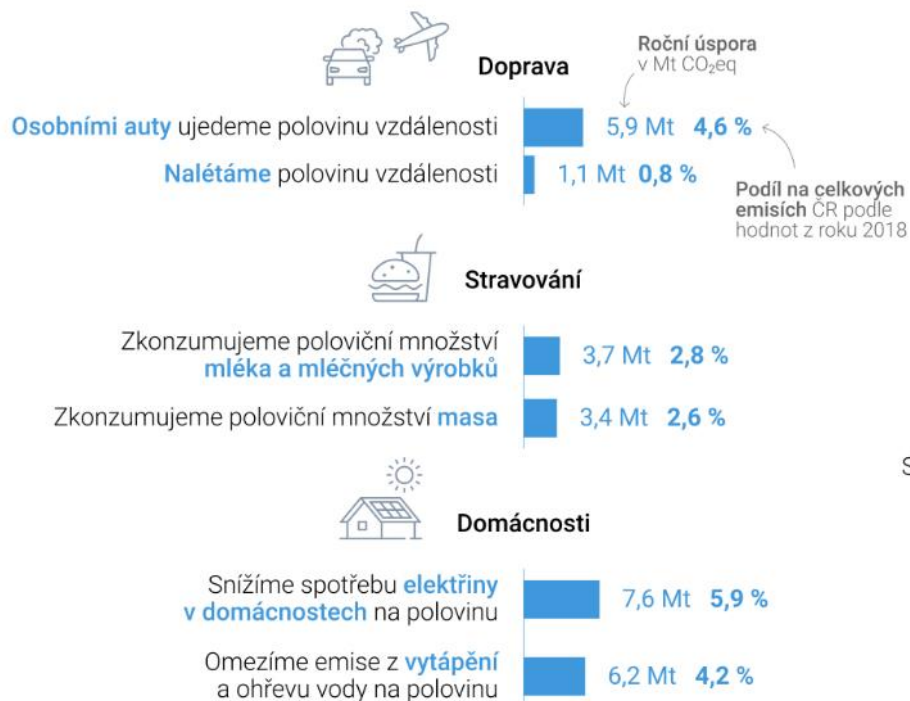 Doprava
Roční úspora
v Mt CO₂eq
Osobními auty ujedeme polovinu vzdálenosti 5,9 Mt 4,6 %
Nalétáme polovinu vzdálenosti 1,1 Mt 0,8 %
Podíl na celkových
emisích ČR podle
hodnot z roku 2018
Stravování
Zkonzumujeme poloviční množství
mléka a mléčných výrobků 3,7 Mt 2,8 %
Zkonzumujeme poloviční množství masa 3,4 Mt 2,6 %
S
Domácnosti
Snížíme spotřebu elektřiny
v domácnostech na polovinu 7,6 Mt 5,9 %
Omezíme emise z vytápění
a ohřevu vody na polovinu 6,2 Mt 4,2 %